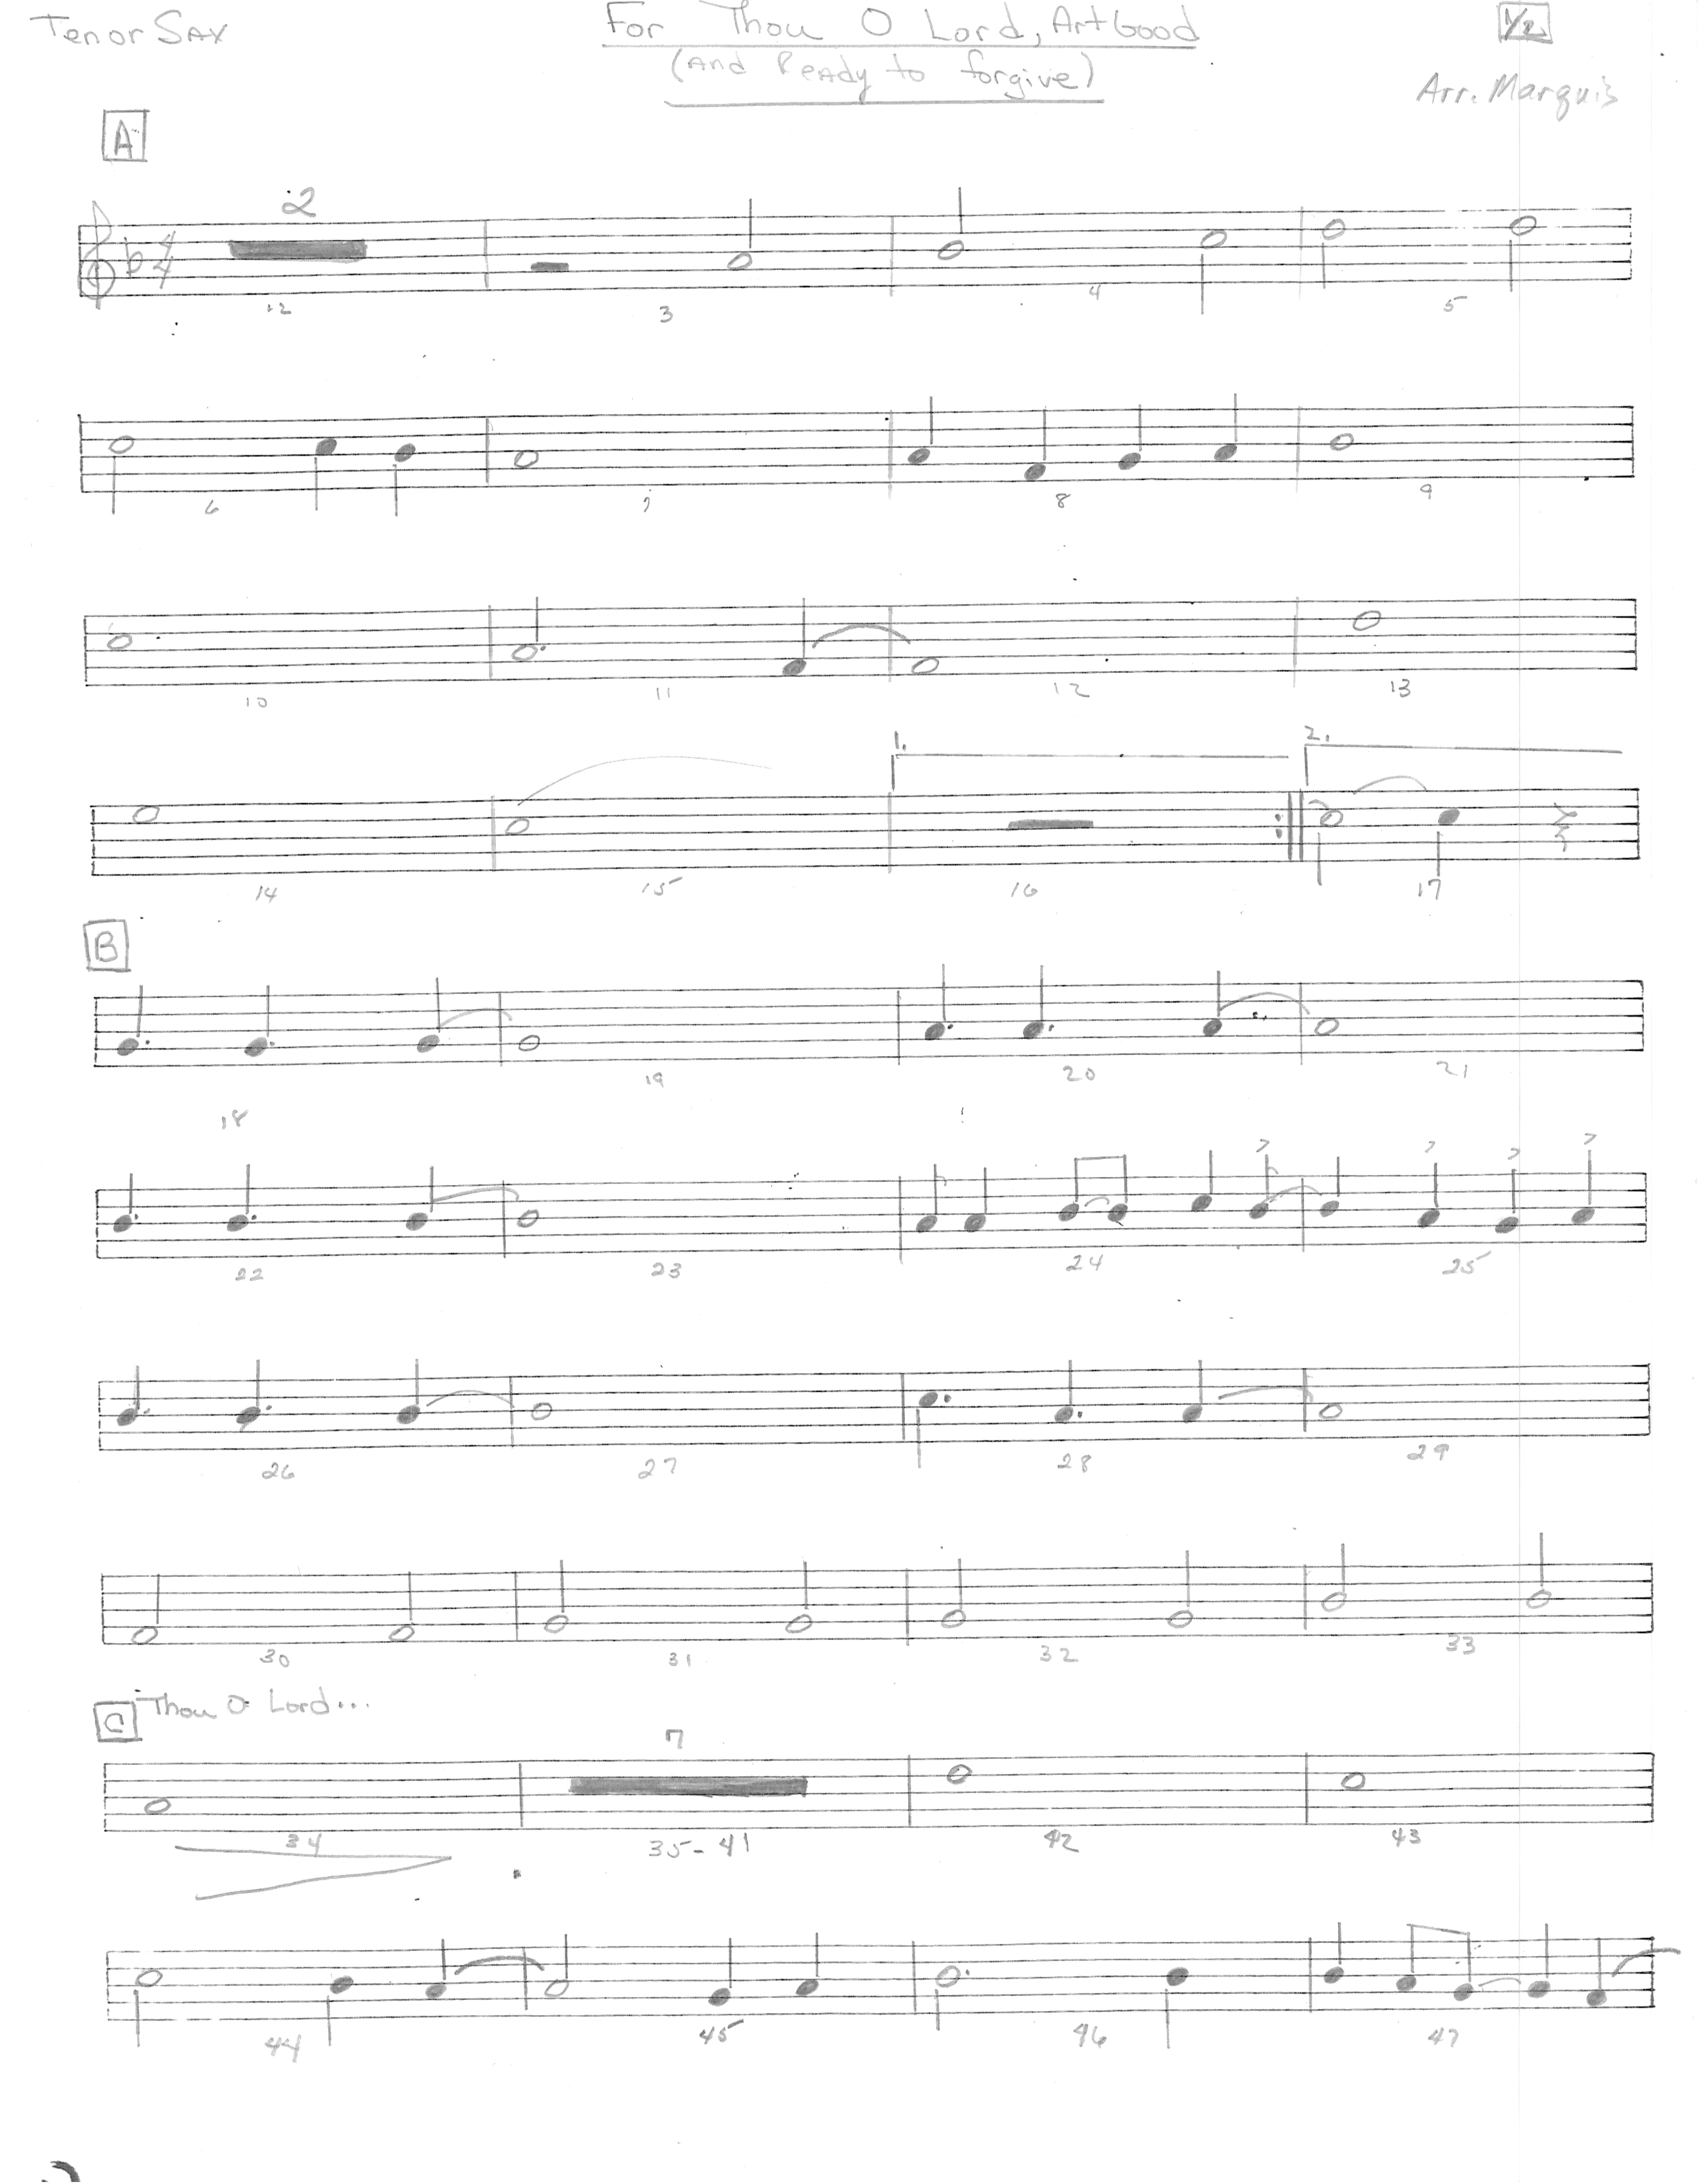 Tenor Sax For Thou O Lord, Art Good 1/2
(And Ready to forgive)
Arr. Marquis
A
2
4
4
12 3 4 5
6 7 8 9
10 11 12 13
1. 2.
14 15 16 17
B
19 20 21
18
22 23 24 25
26 27 28 29
30 31 32 33
C Thou O Lord...
7
34 35-41 42 43
44 45 46 47